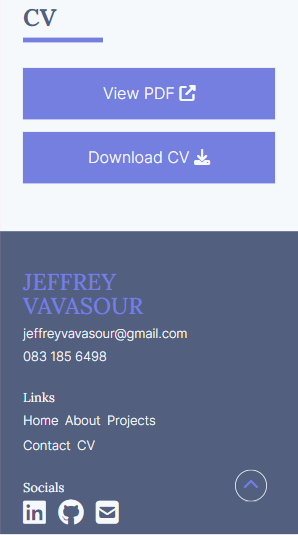 CV
View PDF
Download CV
JEFFREY
VAVASOUR
jeffreyvavasour@gmail.com
083 185 6498
Links
Home About Projects
Contact CV
Socials
in